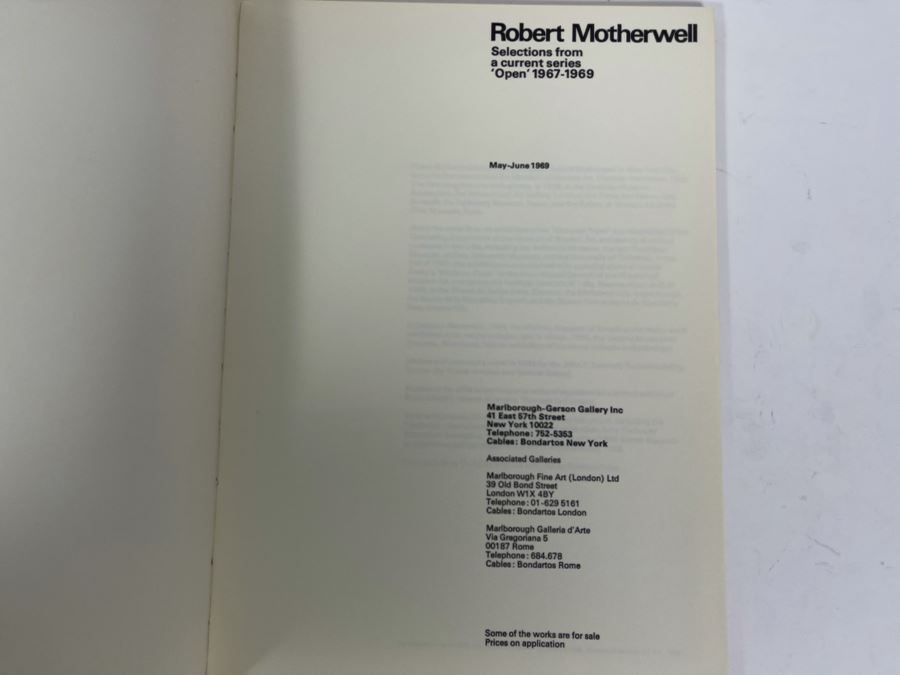 Robert Motherwell
Selections from
a current series
'Open' 1967-1969
May-June 1969
Marlborough-Gerson Gallery Inc
41 East 57th Street
New York 10022
Telephone: 752-5353
Cables: Bondartos New York
Associated Galleries
Marlborough Fine Art (London) Ltd
39 Old Bond Street
London W1X 4BY
Telephone: 01-629 5161
Cables: Bondartos London
Marlborough Galleria d'Arte
Via Gregoriana 5
00187 Rome
Telephone: 684.678
Cables: Bondartos Rome
Some of the works are for sale
Prices on application